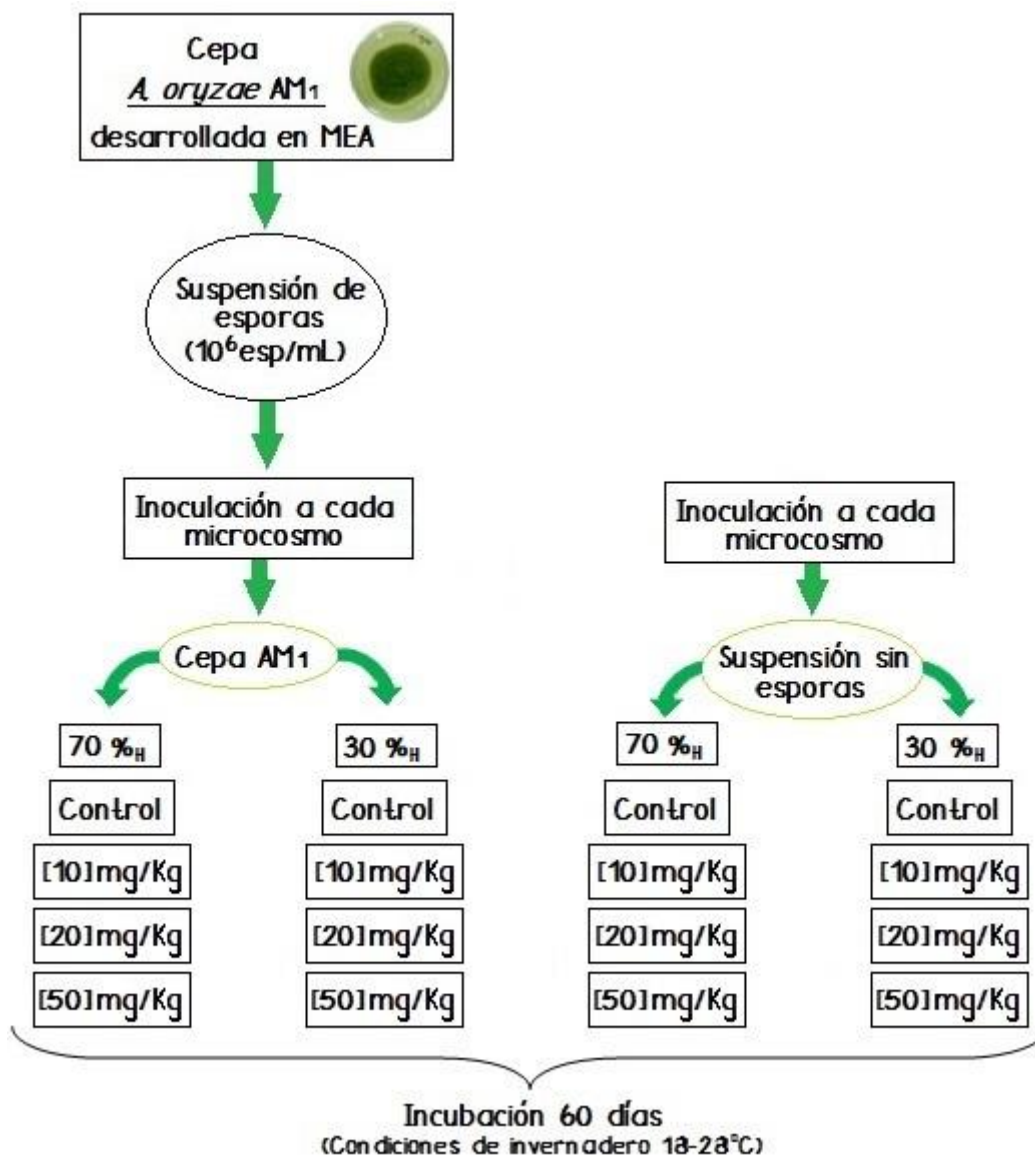 Cepa
A. oryzae AM₁
desarrollada en MEA
Suspensión de
esporas
(10⁶esp/mL)
Inoculación a cada
microcosmo
Cepa AM₁
70 %H
Control
[10]mg/Kg
[20]mg/Kg
[50]mg/Kg
30 %H
Control
[10]mg/Kg
[20]mg/Kg
[50]mg/Kg
Inoculación a cada
microcosmo
Suspensión sin
esporas
70 %H
Control
[10]mg/Kg
[20]mg/Kg
[50]mg/Kg
30 %H
Control
[10]mg/Kg
[20]mg/Kg
[50]mg/Kg
Incubación 60 días
(Condiciones de invernadero 18-28°C)